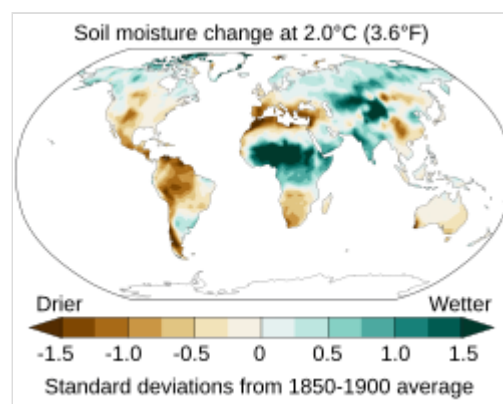 Soil moisture change at 2.0°C (3.6°F)
Drier Wetter
-1.5 -1.0 -0.5 0 0.5 1.0 1.5
Standard deviations from 1850-1900 average